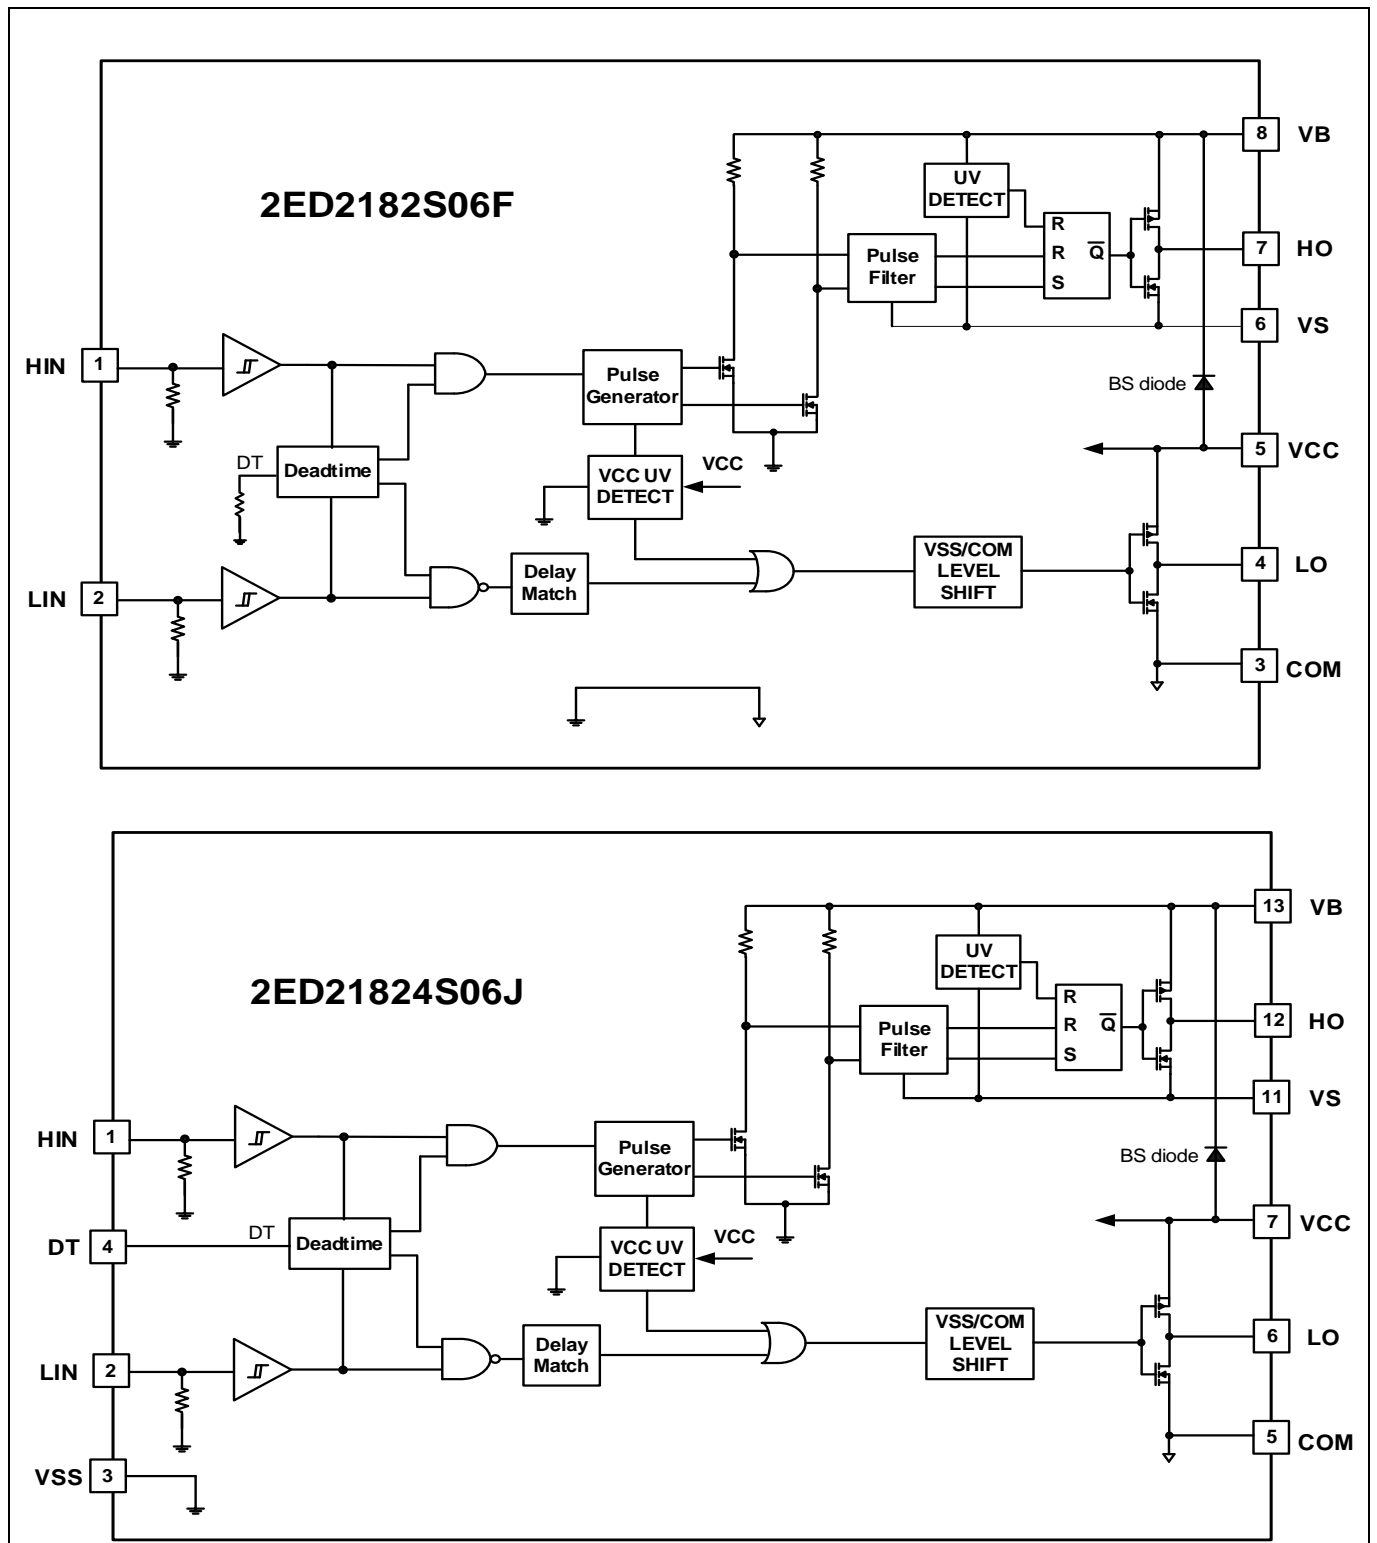 2ED2182S06F
8 VB
UV
DETECT
R
R Q̅
S
7 HO
Pulse
Filter
6 VS
HIN 1
Pulse
Generator
BS diode
DT
Deadtime
VCC UV
DETECT
VCC
5 VCC
LIN 2
Delay
Match
VSS/COM
LEVEL
SHIFT
4 LO
3 COM
2ED21824S06J
13 VB
UV
DETECT
R
R Q̅
S
12 HO
Pulse
Filter
11 VS
HIN 1
Pulse
Generator
BS diode
DT 4
DT
Deadtime
VCC UV
DETECT
VCC
7 VCC
LIN 2
Delay
Match
VSS/COM
LEVEL
SHIFT
6 LO
5 COM
VSS 3